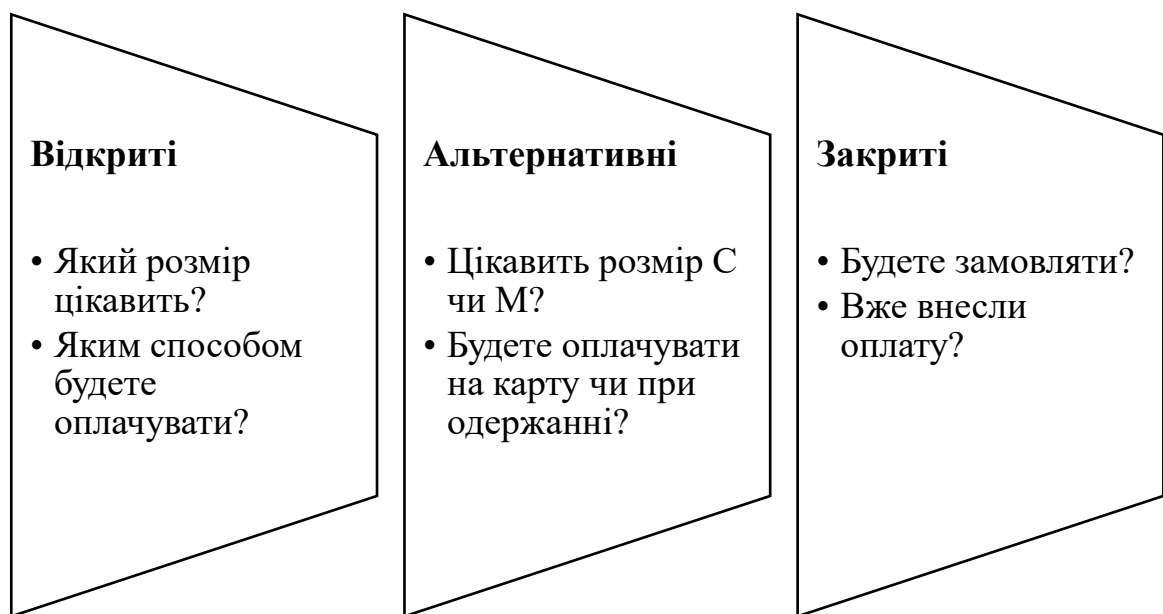 Відкриті
• Який розмір
цікавить?
• Яким способом
будете
оплачувати?
Альтернативні
• Цікавить розмір С
чи М?
• Будете оплачувати
на карту чи при
одержанні?
Закриті
• Будете замовляти?
• Вже внесли
оплату?